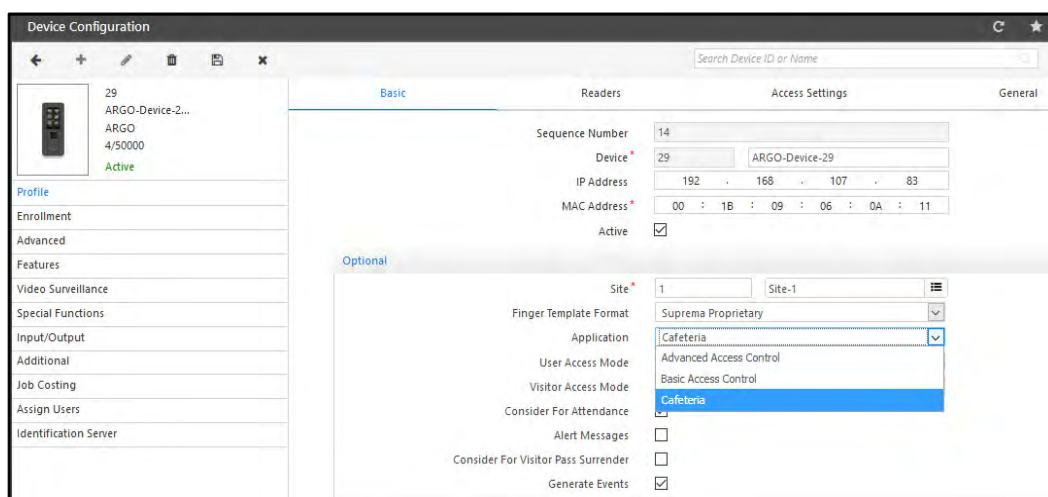 Device Configuration
Search Device ID or Name
29
ARGO-Device-2...
ARGO
4/50000
Active
Profile
Enrollment
Advanced
Features
Video Surveillance
Special Functions
Input/Output
Additional
Job Costing
Assign Users
Identification Server
Basic Readers Access Settings General
Sequence Number 14
Device* 29 ARGO-Device-29
IP Address 192 . 168 . 107 . 83
MAC Address* 00 : 1B : 09 : 06 : 0A : 11
Active
Optional
Site* 1 Site-1
Finger Template Format Suprema Proprietary
Application Cafeteria
User Access Mode Advanced Access Control
Visitor Access Mode Basic Access Control
Cafeteria
Consider For Attendance
Alert Messages
Consider For Visitor Pass Surrender
Generate Events